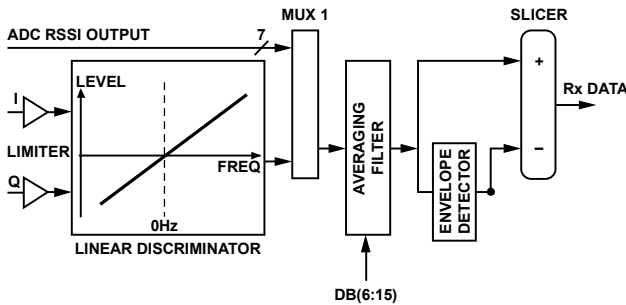 MUX 1
SLICER
ADC RSSI OUTPUT
7
LEVEL
I
LIMITER
FREQ
Q
0Hz
LINEAR DISCRIMINATOR
AVERAGING
FILTER
ENVELOPE
DETECTOR
+
–
Rx DATA
DB(6:15)